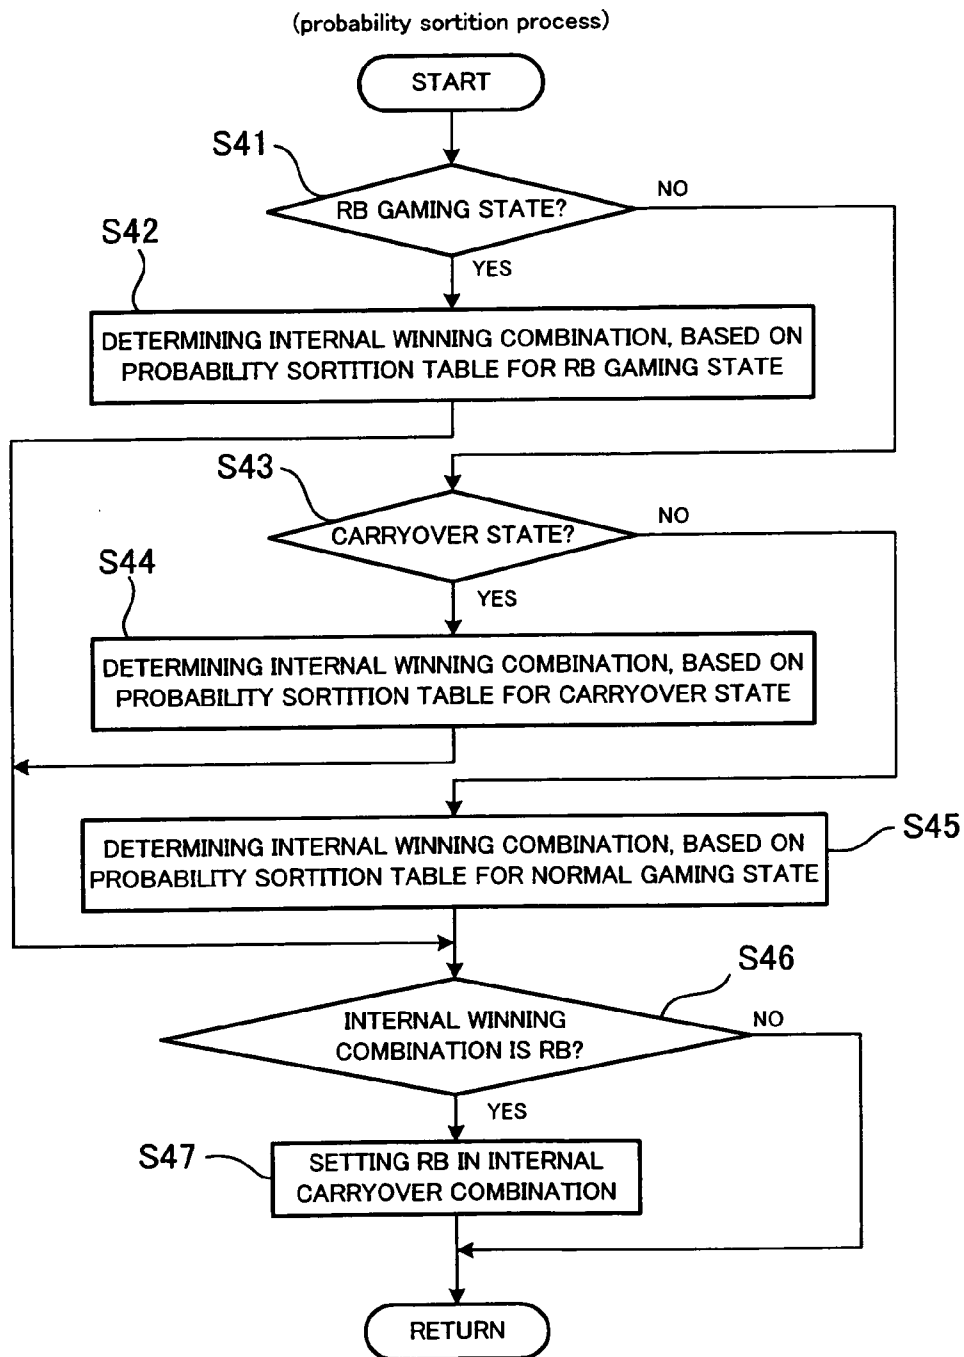 (probability sortition process)
START
S41
RB GAMING STATE?
NO
S42
YES
DETERMINING INTERNAL WINNING COMBINATION, BASED ON
PROBABILITY SORTITION TABLE FOR RB GAMING STATE
S43
CARRYOVER STATE?
NO
S44
YES
DETERMINING INTERNAL WINNING COMBINATION, BASED ON
PROBABILITY SORTITION TABLE FOR CARRYOVER STATE
S45
DETERMINING INTERNAL WINNING COMBINATION, BASED ON
PROBABILITY SORTITION TABLE FOR NORMAL GAMING STATE
S46
INTERNAL WINNING
COMBINATION IS RB?
NO
YES
S47
SETTING RB IN INTERNAL
CARRYOVER COMBINATION
RETURN